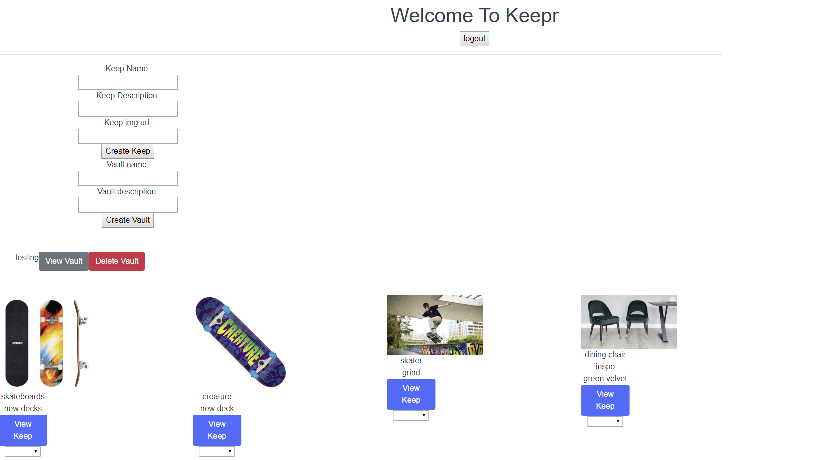 Welcome To Keepr
logout
Keep Name
Keep Description
Keep img url
Create Keep
Vault name
Vault description
Create Vault
testing View Vault Delete Vault
CREATURE
skateboards
new decks
View
Keep
creature
new deck
View
Keep
skater
grind
View
Keep
dining chair
inspo
green velvet
View
Keep